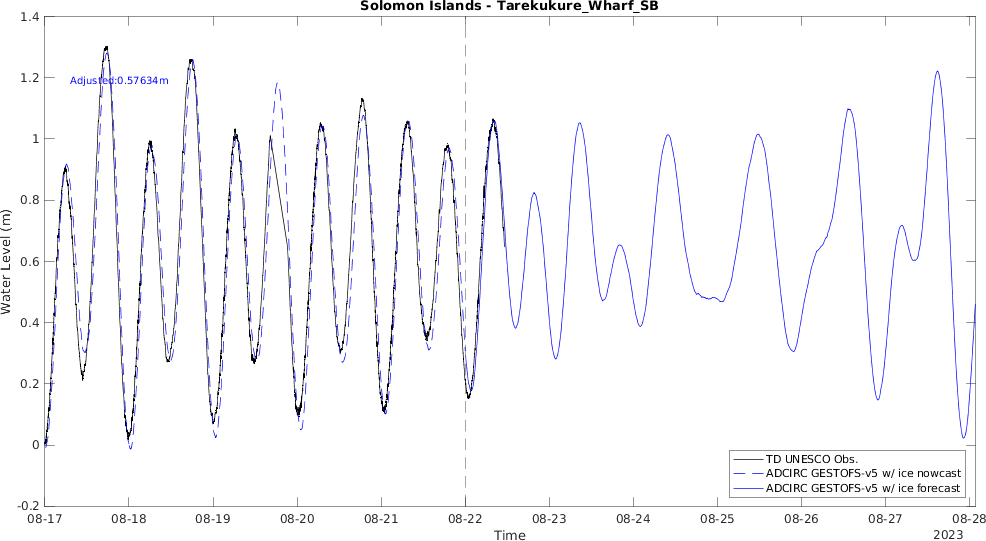 Solomon Islands - Tarekukure_Wharf_SB
Adjusted:0.57634m
Water Level (m)
1.4
1.2
1
0.8
0.6
0.4
0.2
0
-0.2
TD UNESCO Obs.
ADCIRC GESTOFS-v5 w/ ice nowcast
ADCIRC GESTOFS-v5 w/ ice forecast
08-17 08-18 08-19 08-20 08-21 08-22 08-23 08-24 08-25 08-26 08-27 08-28
Time
2023